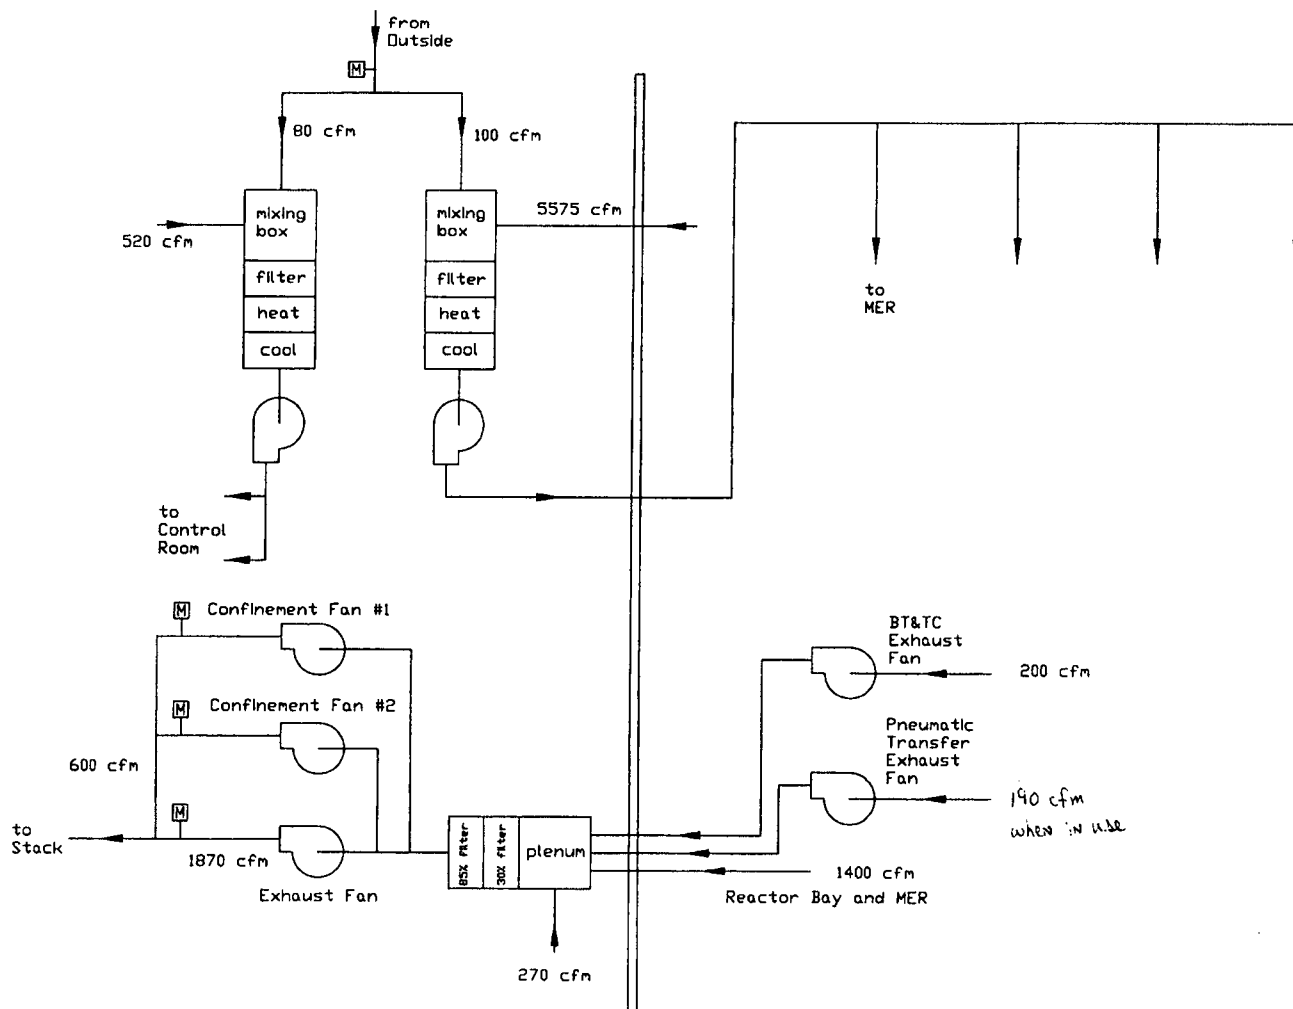 from
Outside
M
80 cfm
100 cfm
mixing
box
mixing
box
5575 cfm
520 cfm
filter
filter
heat
heat
cool
cool
to
MER
to
Control
Room
M
Confinement Fan #1
BT&TC
Exhaust
Fan
200 cfm
M
Confinement Fan #2
Pneumatic
Transfer
Exhaust
Fan
600 cfm
190 cfm
when in use
M
to
Stack
1870 cfm
Exhaust Fan
85% filter
30% filter
plenum
1400 cfm
Reactor Bay and MER
270 cfm